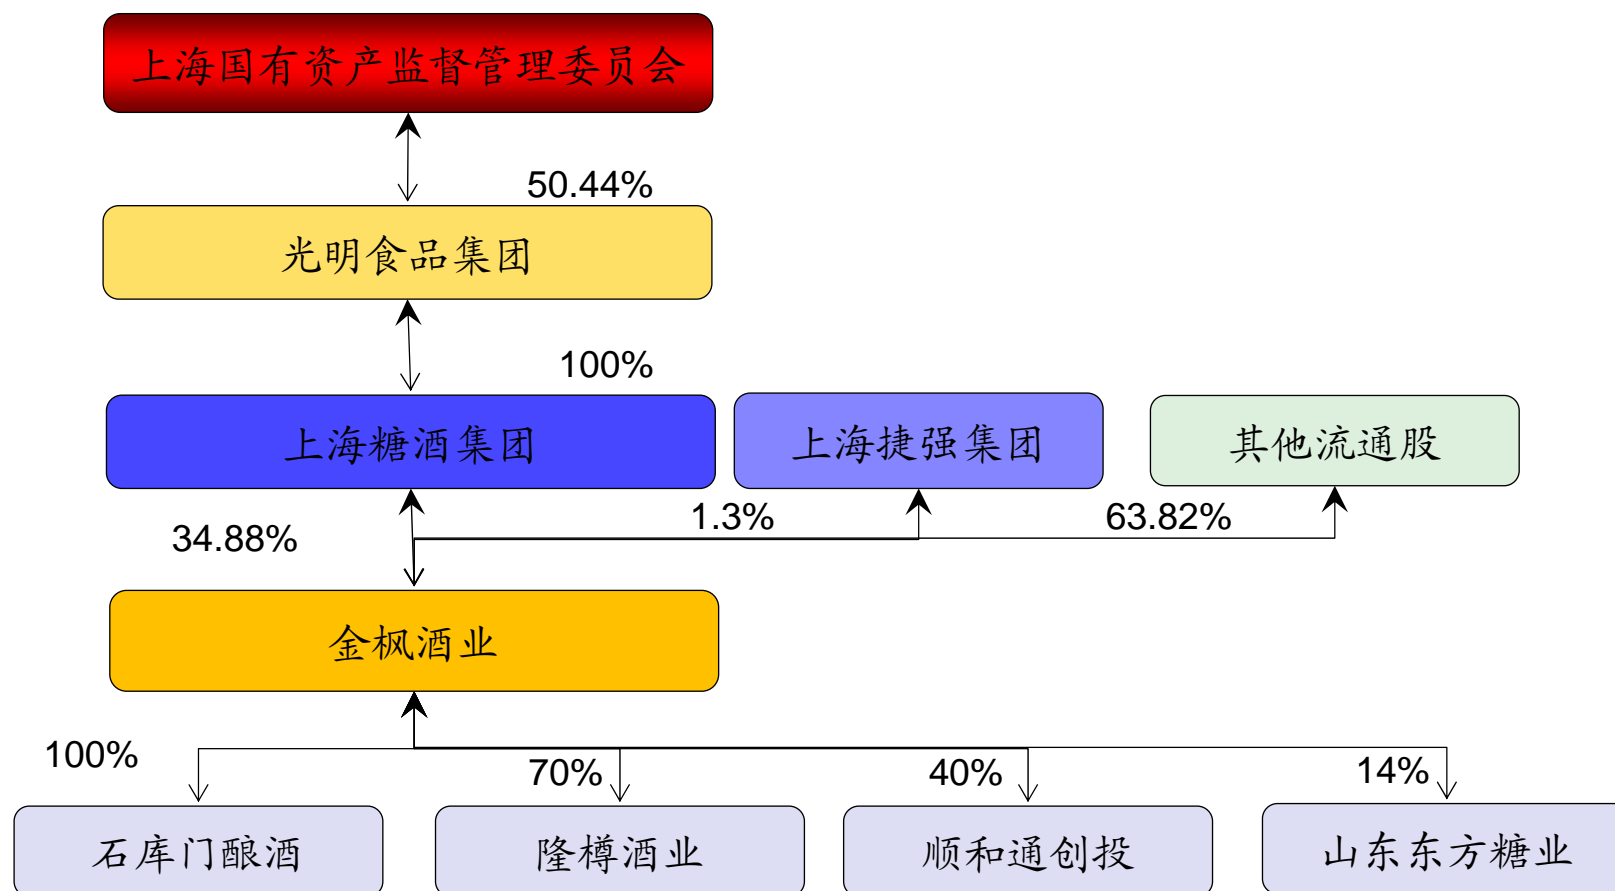 上海国有资产监督管理委员会
50.44%
光明食品集团
100%
上海糖酒集团
上海捷强集团
其他流通股
34.88%
1.3%
63.82%
金枫酒业
100%
70%
40%
14%
石库门酿酒
隆樽酒业
顺和通创投
山东东方糖业